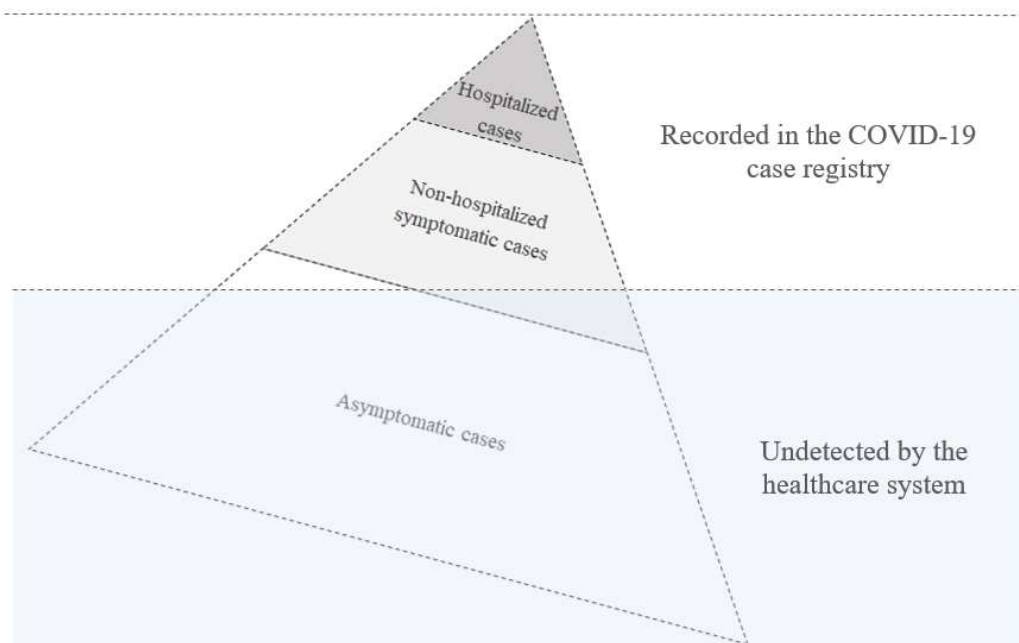 Hospitalized
cases
Recorded in the COVID-19
case registry
Non-hospitalized
symptomatic cases
Asymptomatic cases
Undetected by the
healthcare system